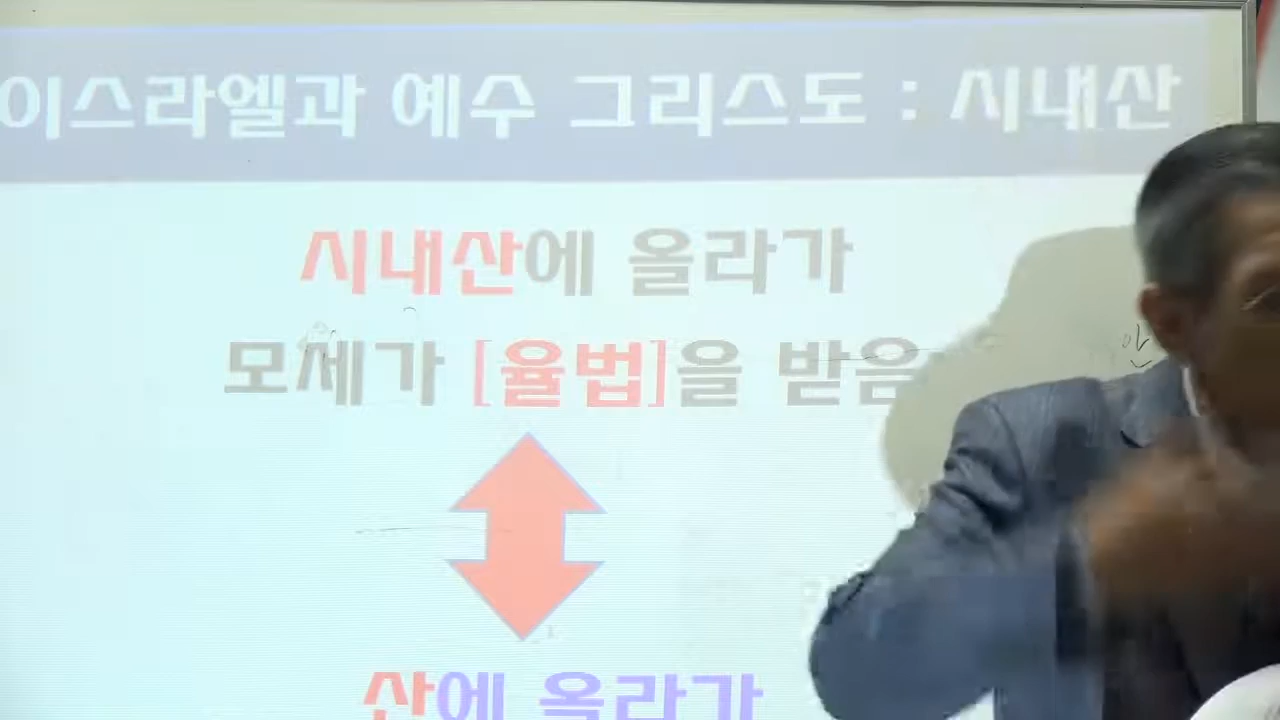 이스라엘과 예수 그리스도 : 시내산
시내산에 올라가
모세가 [율법]을 받음
산에 올라가